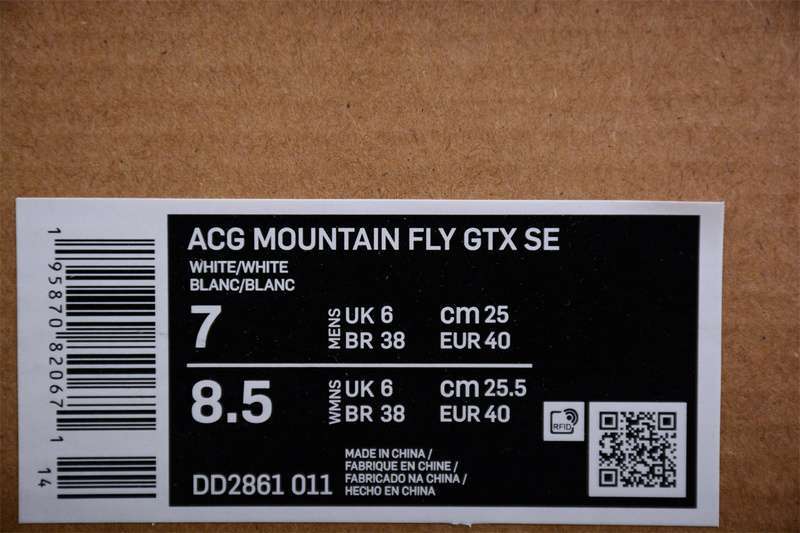 ACG MOUNTAIN FLY GTX SE
WHITE/WHITE
BLANC/BLANC
7
MENS
UK 6 cm 25
BR 38 EUR 40
8.5
WMNS
UK 6 cm 25.5
BR 38 EUR 40
RFID
DD2861 011
MADE IN CHINA /
FABRIQUE EN CHINE /
FABRICADO NA CHINA /
HECHO EN CHINA
1 95870 82067 1
14